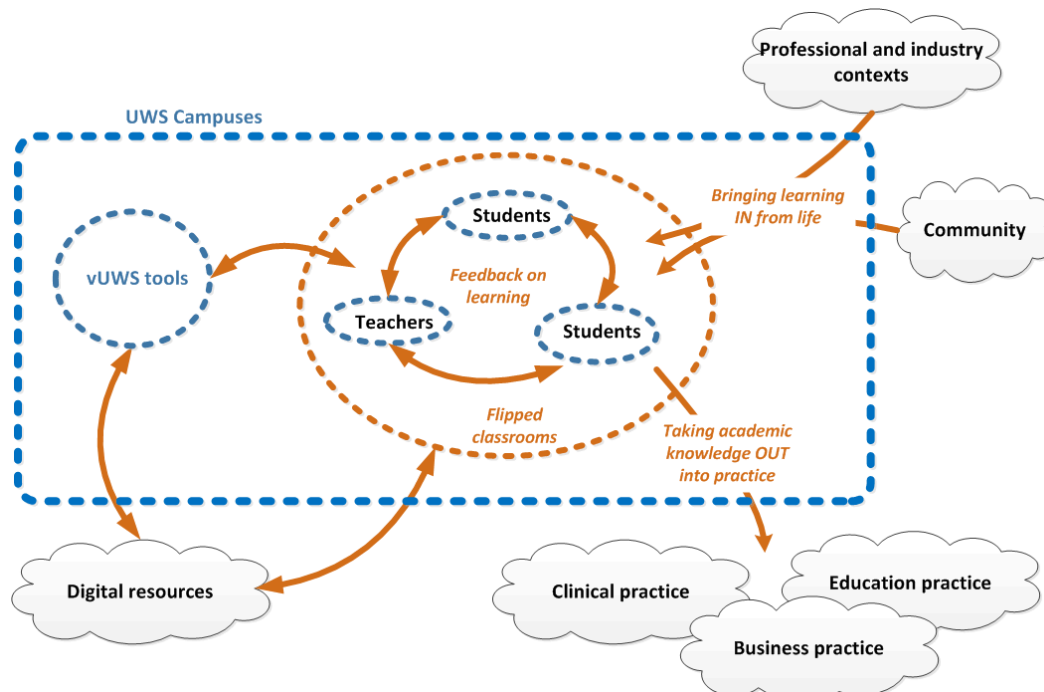 Professional and industry
contexts
UWS Campuses
Bringing learning
IN from life
Students
Community
vUWS tools
Feedback on
learning
Teachers
Students
Flipped
classrooms
Taking academic
knowledge OUT
into practice
Digital resources
Clinical practice
Education practice
Business practice